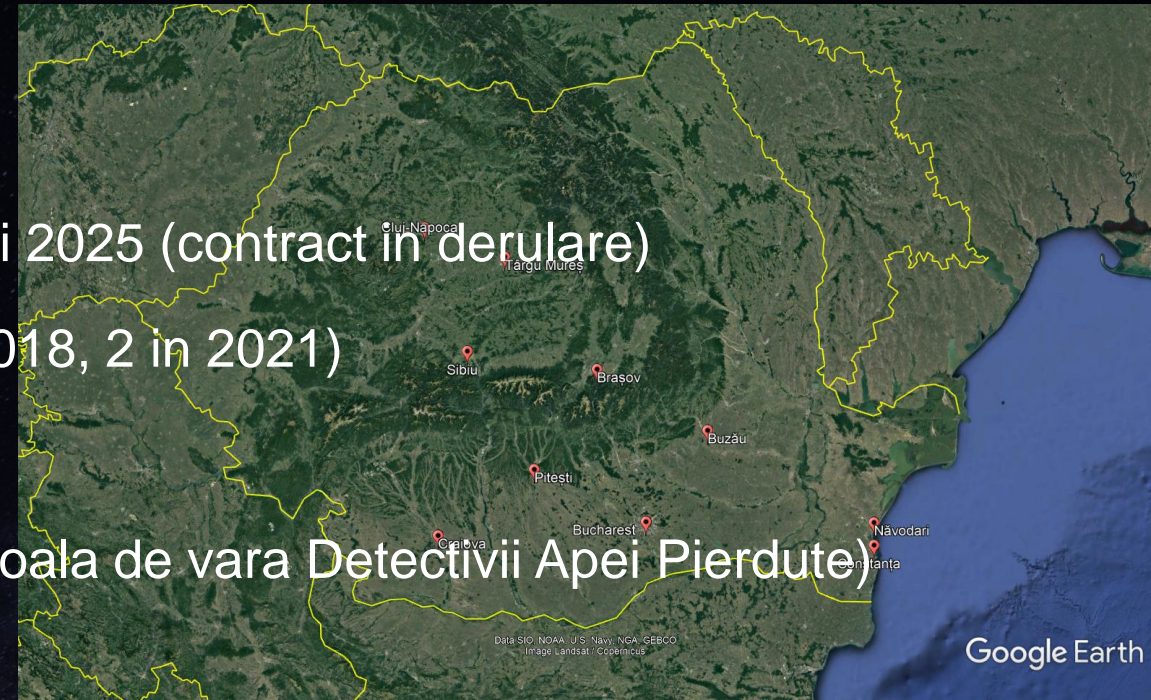 Cluj-Napoca
i 2025 (contract in derulare)
Târgu Mureș
018, 2 in 2021)
Sibiu
Brașov
Buzău
Pitești
Bucharest
Năvodari
Craiova
oala de vara Detectivii Apei Pierdute)
Constanța
Data SIO, NOAA, U.S. Navy, NGA, GEBCO
Image Landsat / Copernicus
Google Earth